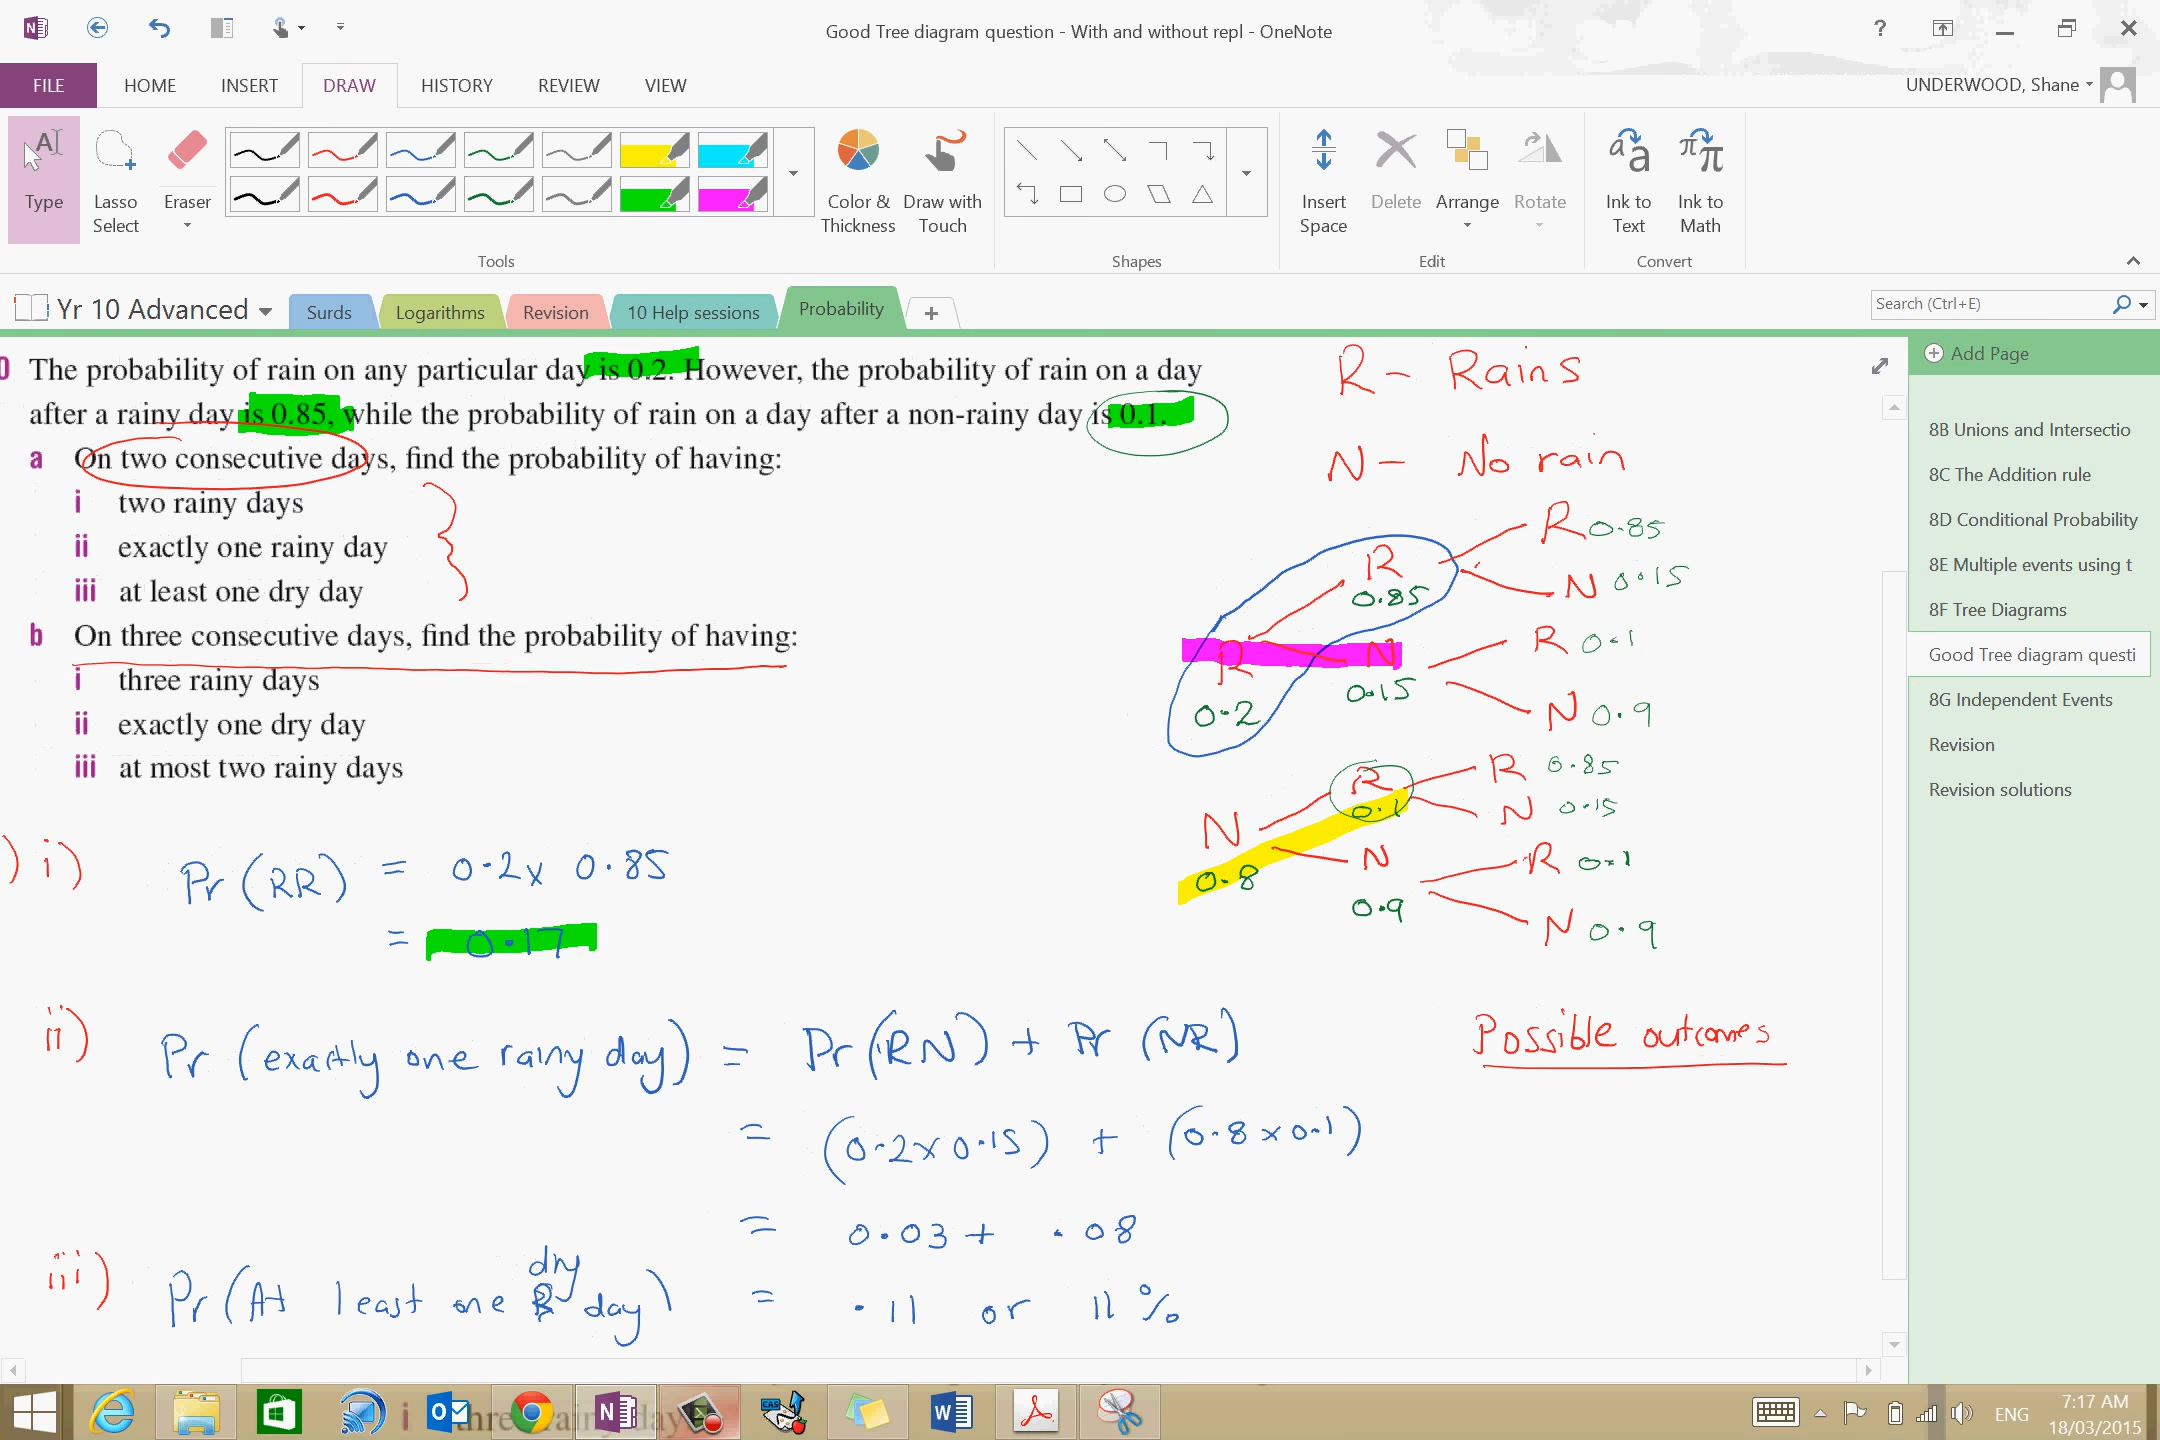 Good Tree diagram question - With and without repl - OneNote
FILE HOME INSERT DRAW HISTORY REVIEW VIEW
UNDERWOOD, Shane
Type
Lasso Select
Eraser
Color & Thickness
Draw with Touch
Insert Space
Delete
Arrange
Rotate
Ink to Text
Ink to Math
Tools
Shapes
Edit
Convert
Yr 10 Advanced
Surds
Logarithms
Revision
10 Help sessions
Probability
Search (Ctrl+E)
Add Page
8B Unions and Intersectio
8C The Addition rule
8D Conditional Probability
8E Multiple events using t
8F Tree Diagrams
Good Tree diagram questi
8G Independent Events
Revision
Revision solutions
The probability of rain on any particular day is 0.2. However, the probability of rain on a day
after a rainy day is 0.85, while the probability of rain on a day after a non-rainy day is 0.1.
a On two consecutive days, find the probability of having:
i two rainy days
ii exactly one rainy day
iii at least one dry day
b On three consecutive days, find the probability of having:
i three rainy days
ii exactly one dry day
iii at most two rainy days
R - Rains
N - No rain
R 0.85
R
0.85
N 0.15
R
0.2
N
0.15
R 0.1
N 0.9
R
0.1
R 0.85
N 0.15
N
0.8
N
0.9
R 0.1
N 0.9
) i) Pr (RR) = 0.2 x 0.85
= 0.17
ii) Pr (exactly one rainy day) = Pr (RN) + Pr (NR)
= (0.2 x 0.15) + (0.8 x 0.1)
= 0.03 + .08
= .11 or 11%
iii) Pr (At least one dry day)
Possible outcomes
i three rainy days
ENG
7:17 AM
18/03/2015